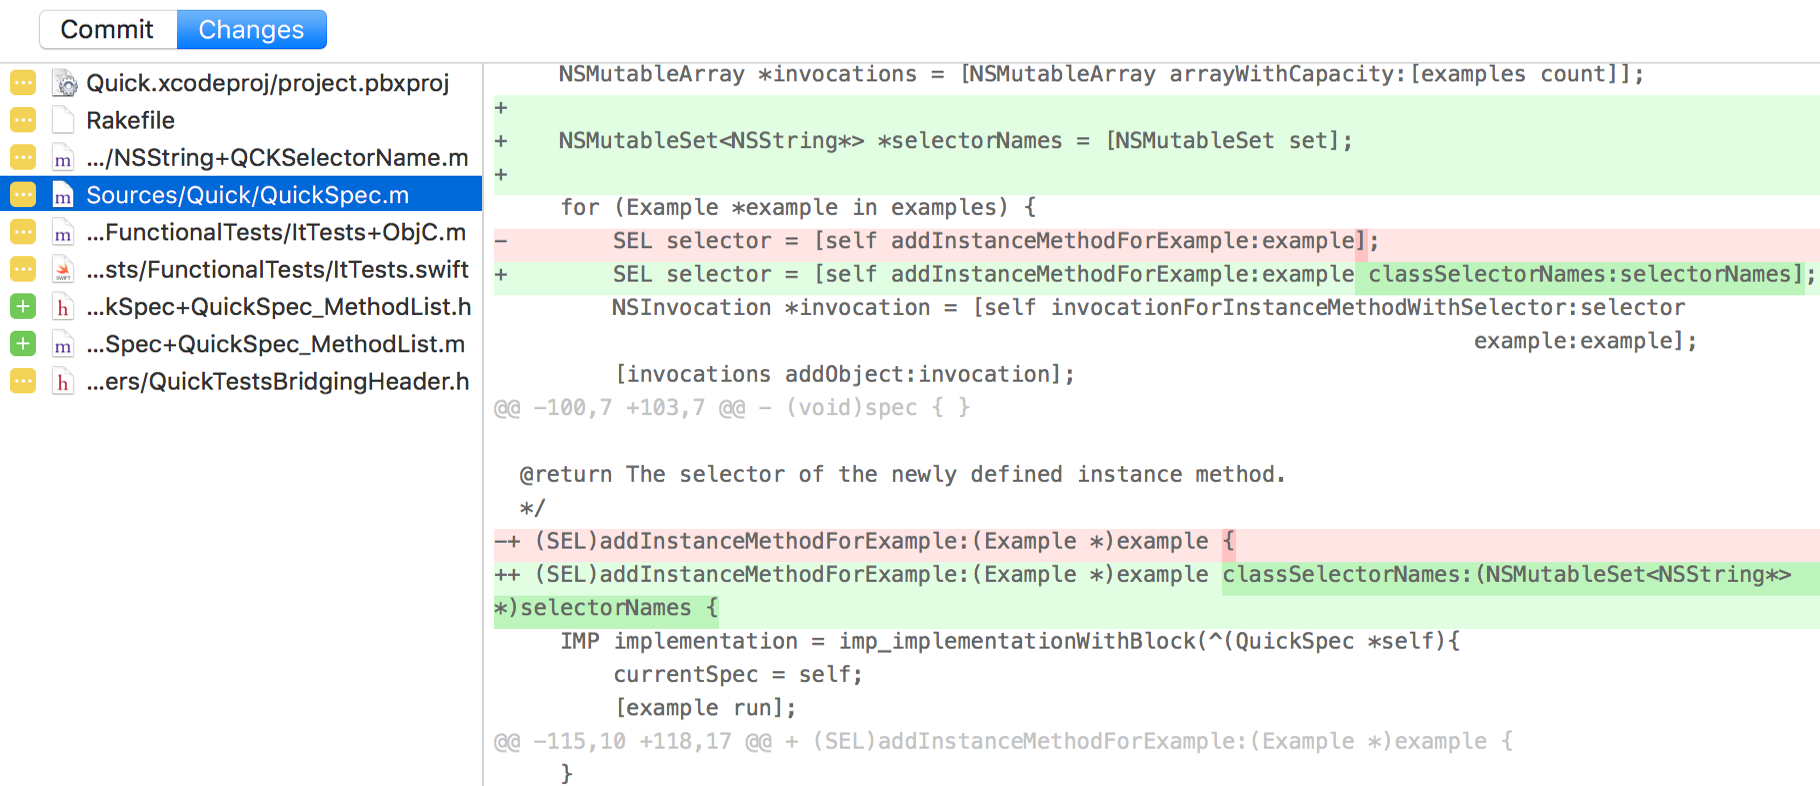 Commit
Changes
Quick.xcodeproj/project.pbxproj
Rakefile
.../NSString+QCKSelectorName.m
Sources/Quick/QuickSpec.m
...FunctionalTests/ItTests+ObjC.m
...sts/FunctionalTests/ItTests.swift
...kSpec+QuickSpec_MethodList.h
...Spec+QuickSpec_MethodList.m
...ers/QuickTestsBridgingHeader.h
NSMutableArray *invocations = [NSMutableArray arrayWithCapacity:[examples count]];
+
+ NSMutableSet<NSString*> *selectorNames = [NSMutableSet set];
+
for (Example *example in examples) {
- SEL selector = [self addInstanceMethodForExample:example];
+ SEL selector = [self addInstanceMethodForExample:example classSelectorNames:selectorNames];
NSInvocation *invocation = [self invocationForInstanceMethodWithSelector:selector
example:example];
[invocations addObject:invocation];
@@ -100,7 +103,7 @@ - (void)spec { }
@return The selector of the newly defined instance method.
*/
-+ (SEL)addInstanceMethodForExample:(Example *)example {
++ (SEL)addInstanceMethodForExample:(Example *)example classSelectorNames:(NSMutableSet<NSString*>
*)selectorNames {
IMP implementation = imp_implementationWithBlock(^(QuickSpec *self){
currentSpec = self;
[example run];
@@ -115,10 +118,17 @@ + (SEL)addInstanceMethodForExample:(Example *)example {
}